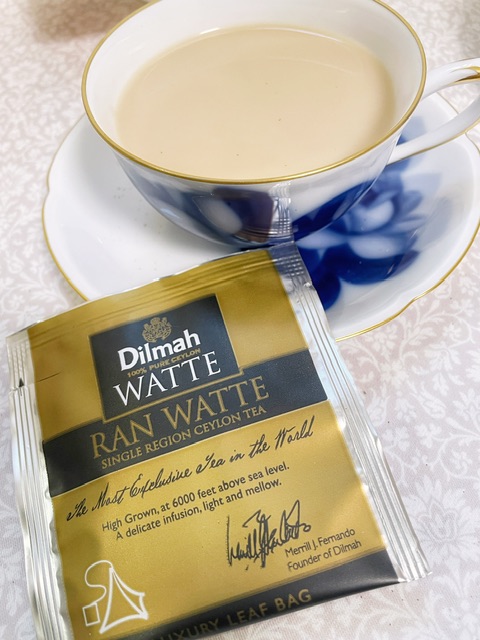 Dilmah
100% PURE CEYLON
WATTE
RAN WATTE
SINGLE REGION CEYLON TEA
The Most Exclusive Tea in the World
High Grown, at 6000 feet above sea level.
A delicate infusion, light and mellow.
Merrill J. Fernando
Founder of Dilmah
LUXURY LEAF BAG